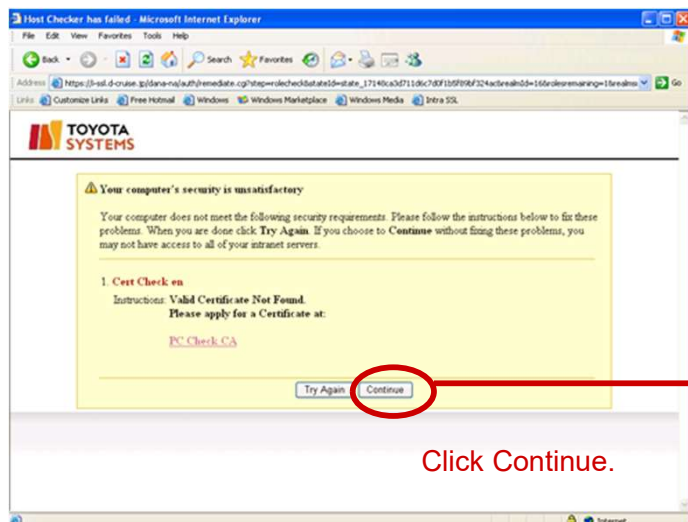 Host Checker has failed - Microsoft Internet Explorer
File Edit View Favorites Tools Help
Back Search Favorites
Address Go
Links Customize Links Free Hotmail Windows Windows Marketplace Windows Media Intra SSL
TOYOTA
SYSTEMS
Your computer's security is unsatisfactory
Your computer does not meet the following security requirements. Please follow the instructions below to fix these
problems. When you are done click Try Again. If you choose to Continue without fixing these problems, you
may not have access to all of your intranet servers.
1. Cert Check en
Instructions: Valid Certificate Not Found.
Please apply for a Certificate at:
PC Check CA
Try Again Continue
Click Continue.
Internet